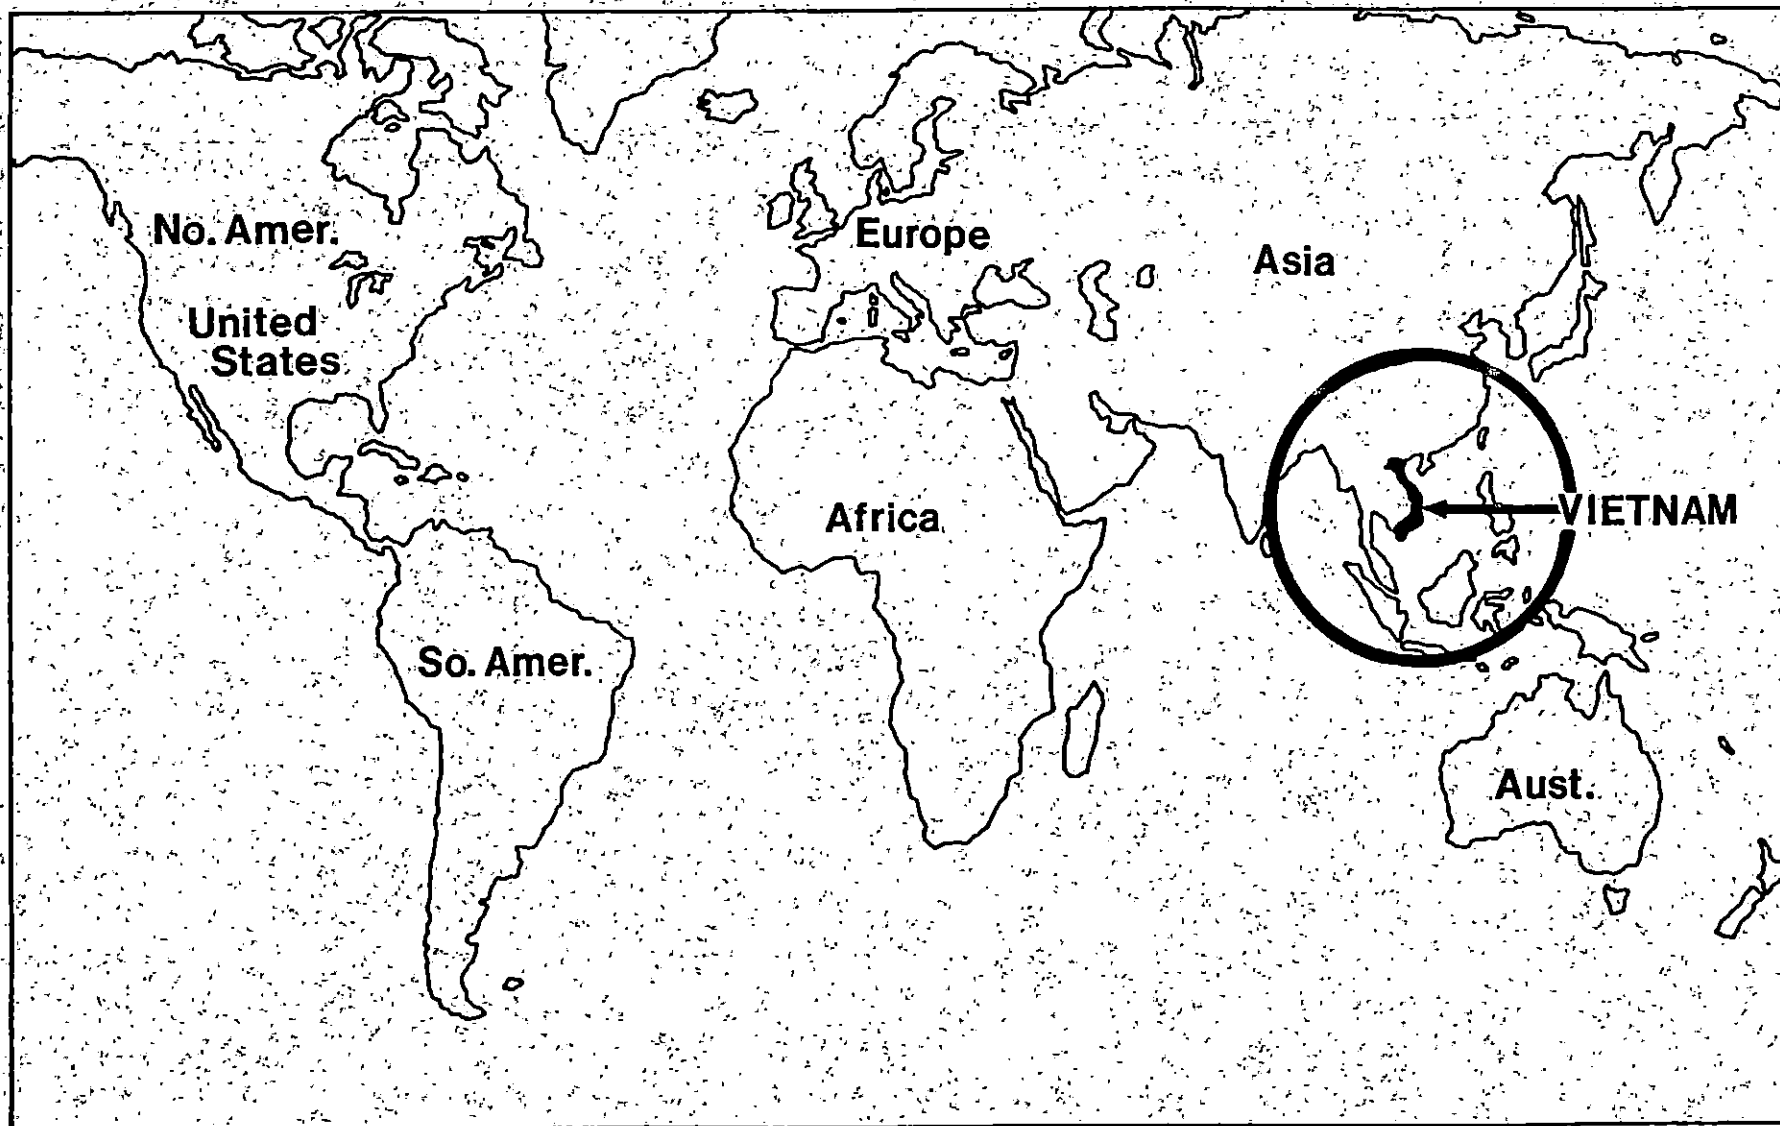 No. Amer.
Europe
Asia
United
States
Africa
VIETNAM
So. Amer.
Aust.